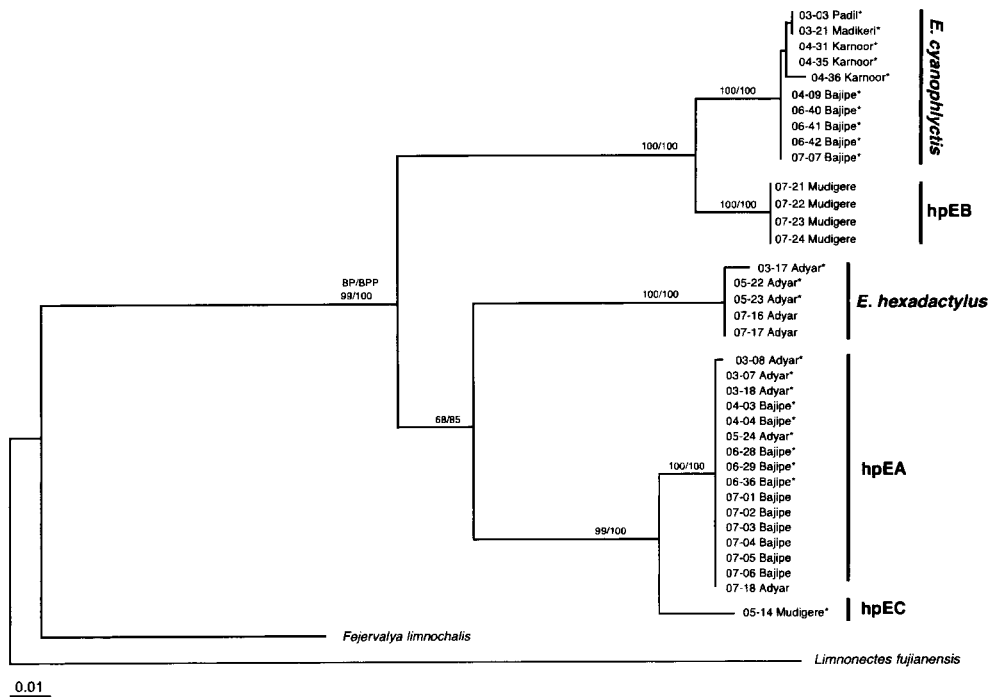 03-03 Padil*
03-21 Madikeri*
04-31 Karnoor*
04-35 Karnoor*
04-36 Karnoor*
100/100
04-09 Bajipe*
06-40 Bajipe*
06-41 Bajipe*
06-42 Bajipe*
07-07 Bajipe*
E. cyanophlyctis
100/100
07-21 Mudigere
07-22 Mudigere
100/100
07-23 Mudigere
07-24 Mudigere
hpEB
BP/BPP
99/100
03-17 Adyar*
05-22 Adyar*
100/100
05-23 Adyar*
07-16 Adyar
07-17 Adyar
E. hexadactylus
68/85
03-08 Adyar*
03-07 Adyar*
03-18 Adyar*
04-03 Bajipe*
04-04 Bajipe*
05-24 Adyar*
06-28 Bajipe*
100/100
06-29 Bajipe*
06-36 Bajipe*
07-01 Bajipe
07-02 Bajipe
07-03 Bajipe
07-04 Bajipe
07-05 Bajipe
07-06 Bajipe
07-18 Adyar
hpEA
99/100
05-14 Mudigere*
hpEC
Fejervalya limnochalis
Limnonectes fujianensis
0.01